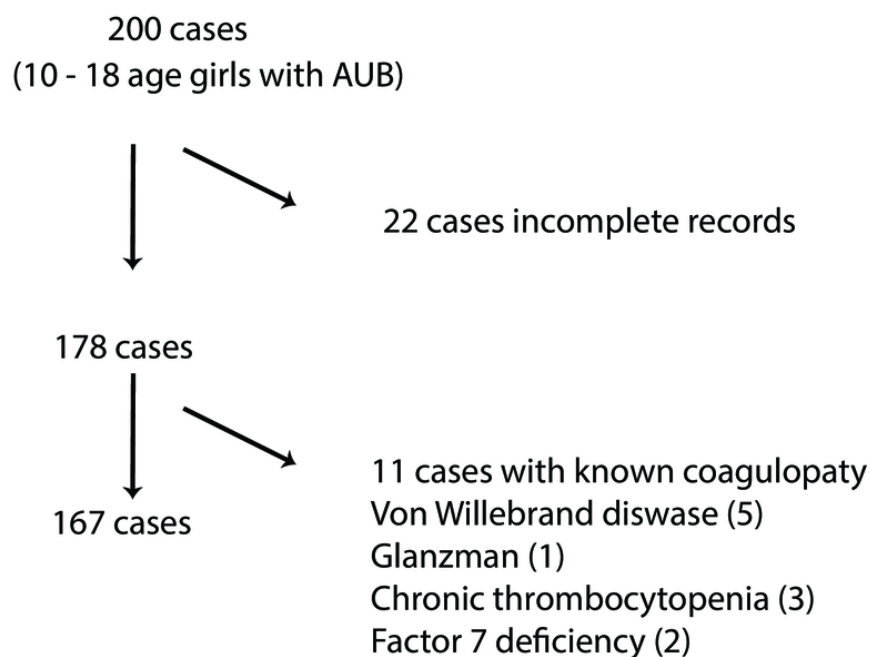 200 cases
(10 - 18 age girls with AUB)
22 cases incomplete records
178 cases
11 cases with known coagulopaty
Von Willebrand diswase (5)
Glanzman (1)
Chronic thrombocytopenia (3)
Factor 7 deficiency (2)
167 cases